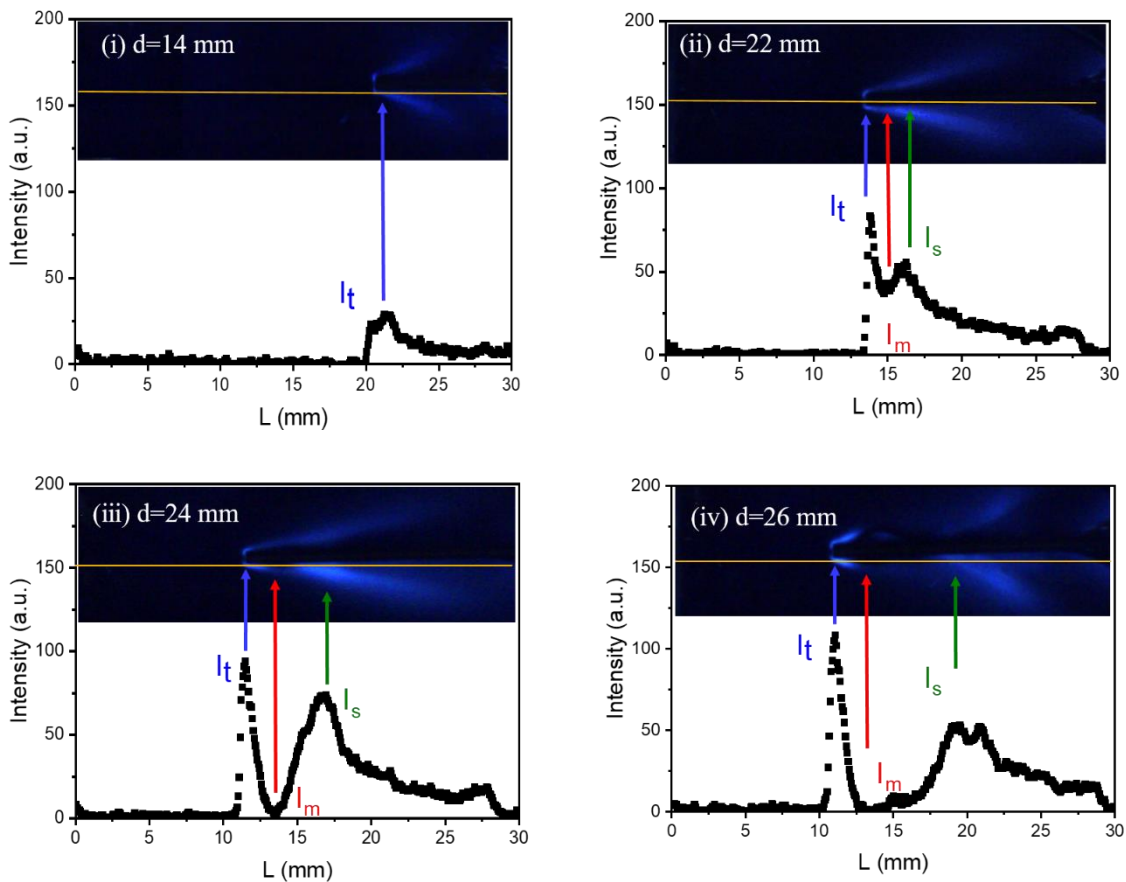 (i) d=14 mm
200
150
100
50
0
Intensity (a.u.)
It
0 5 10 15 20 25 30
L (mm)
(ii) d=22 mm
200
150
100
50
0
Intensity (a.u.)
It
Is
Im
0 5 10 15 20 25 30
L (mm)
(iii) d=24 mm
200
150
100
50
0
Intensity (a.u.)
It
Is
Im
0 5 10 15 20 25 30
L (mm)
(iv) d=26 mm
200
150
100
50
0
Intensity (a.u.)
It
Is
Im
0 5 10 15 20 25 30
L (mm)